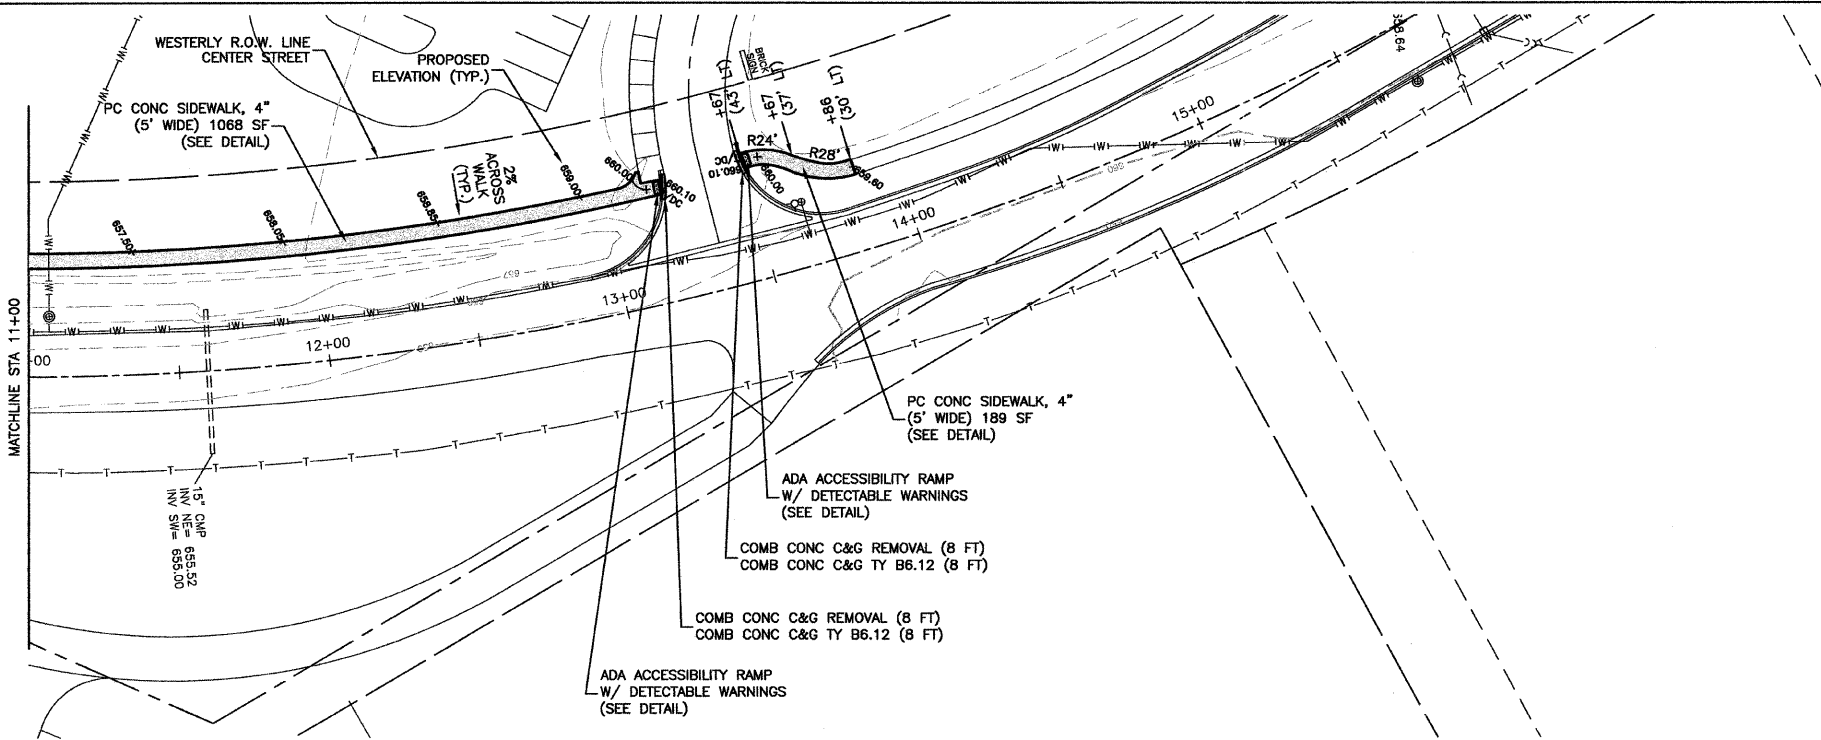 WESTERLY R.O.W. LINE
CENTER STREET
PROPOSED
ELEVATION (TYP.)
PC CONC SIDEWALK, 4"
(5' WIDE) 1068 SF
(SEE DETAIL)
2%
ACROSS
WALK
(TYP.)
BRICK
SIGN
+67
(43' LT)
+67
(37' LT)
+86
(30' LT)
R24'
R28'
658.64
15+00
14+00
13+00
12+00
00
657.60
658.05
658.85
659.00
660.00
660.10
/DC
660.10
/DC
660.00
659.60
660
657
MATCHLINE STA 11+00
15" CMP
INV NE= 655.52
INV SW= 655.00
PC CONC SIDEWALK, 4"
(5' WIDE) 189 SF
(SEE DETAIL)
ADA ACCESSIBILITY RAMP
W/ DETECTABLE WARNINGS
(SEE DETAIL)
COMB CONC C&G REMOVAL (8 FT)
COMB CONC C&G TY B6.12 (8 FT)
COMB CONC C&G REMOVAL (8 FT)
COMB CONC C&G TY B6.12 (8 FT)
ADA ACCESSIBILITY RAMP
W/ DETECTABLE WARNINGS
(SEE DETAIL)